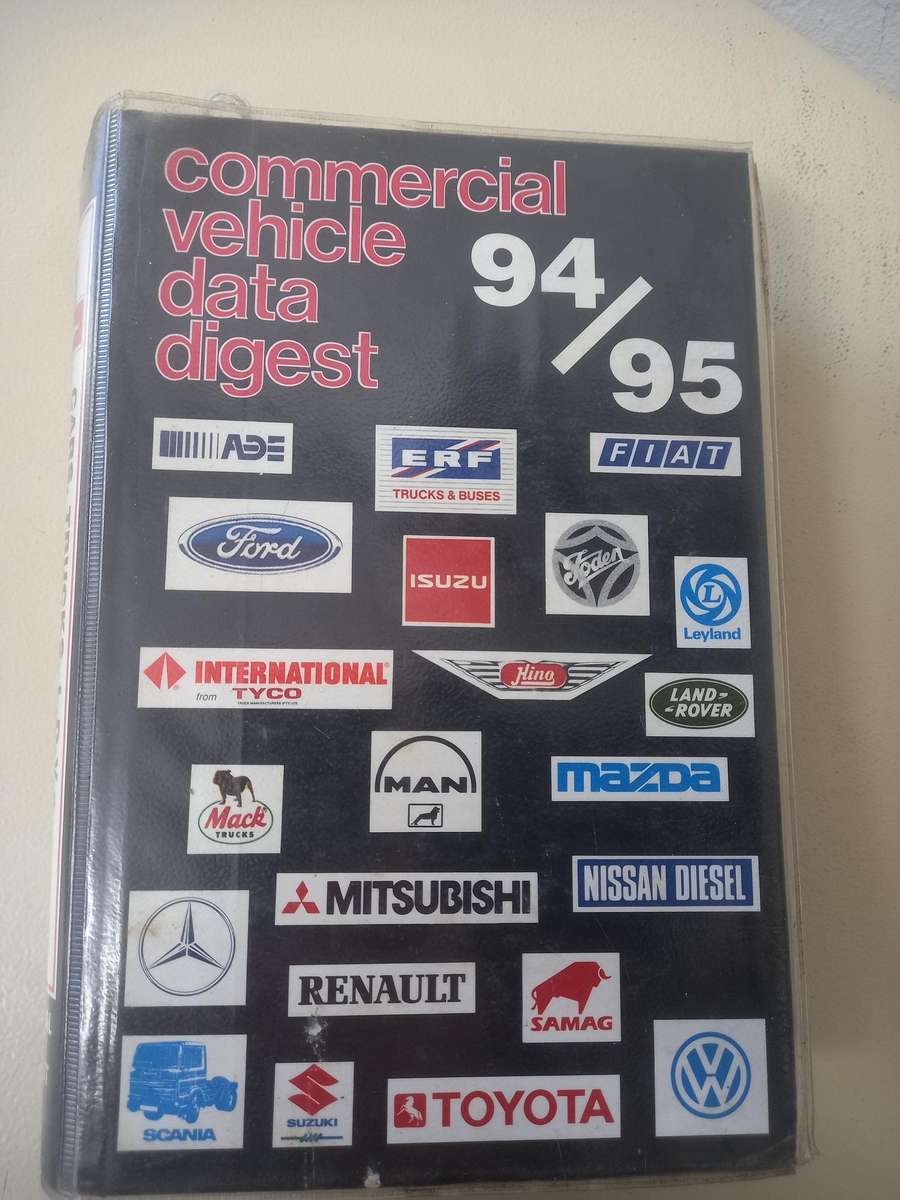 commercial
vehicle
data
digest
94/95
ADE
ERF
TRUCKS & BUSES
FIAT
Ford
ISUZU
Foden
L
Leyland
INTERNATIONAL
from TYCO
Hino
LAND-
-ROVER
MAN
mazda
Mack
TRUCKS
MITSUBISHI
NISSAN DIESEL
RENAULT
SAMAG
SCANIA
SUZUKI
TOYOTA
VW